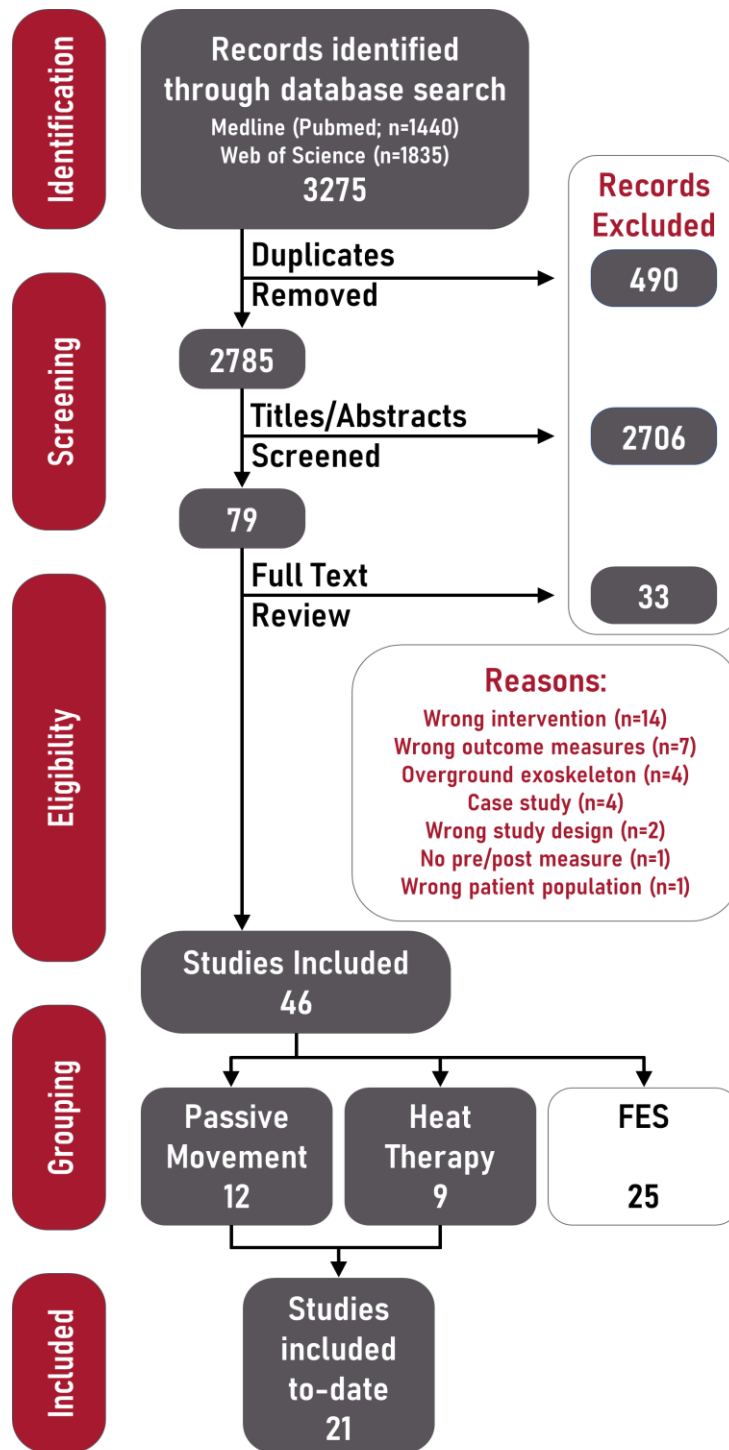 Identification
Records identified
through database search
Medline (Pubmed; n=1440)
Web of Science (n=1835)
3275
Records
Excluded
Duplicates
Removed
490
Screening
2785
Titles/Abstracts
Screened
2706
79
Full Text
Review
33
Eligibility
Reasons:
Wrong intervention (n=14)
Wrong outcome measures (n=7)
Overground exoskeleton (n=4)
Case study (n=4)
Wrong study design (n=2)
No pre/post measure (n=1)
Wrong patient population (n=1)
Studies Included
46
Grouping
Passive
Movement
12
Heat
Therapy
9
FES
25
Included
Studies
included
to-date
21